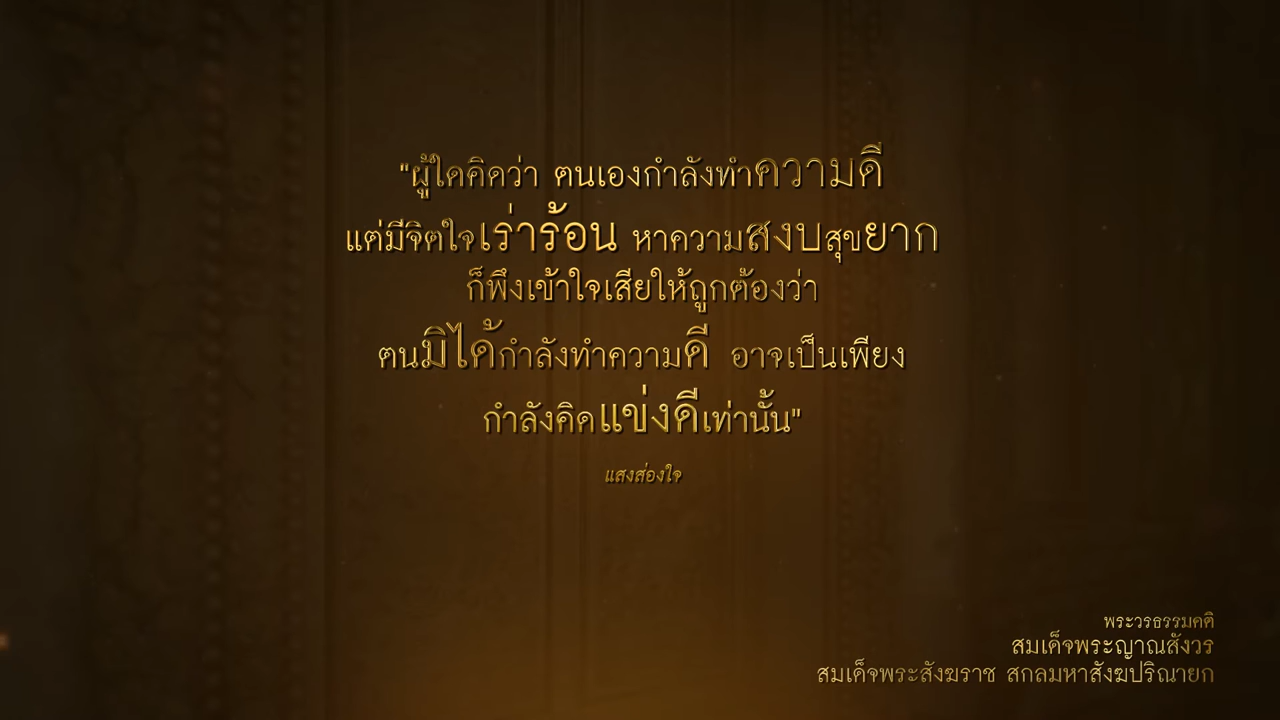 "ผู้ใดคิดว่า ตนเองกำลังทำความดี
แต่มีจิตใจเร่าร้อน หาความสงบสุขยาก
ก็พึงเข้าใจเสียให้ถูกต้องว่า
ตนมิได้กำลังทำความดี อาจเป็นเพียง
กำลังคิดแข่งดีเท่านั้น"
แสงส่องใจ
พระวรธรรมคติ
สมเด็จพระญาณสังวร
สมเด็จพระสังฆราช สกลมหาสังฆปริณายก